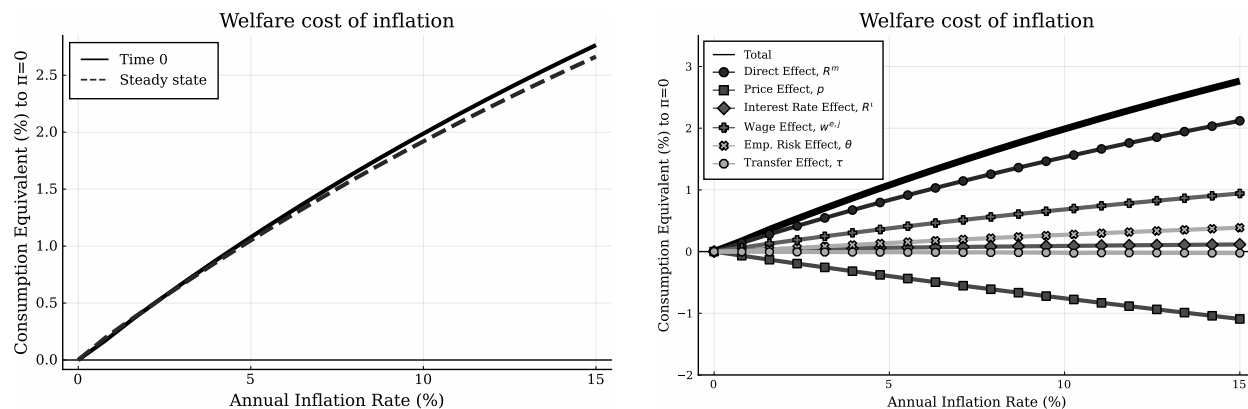 Welfare cost of inflation
Consumption Equivalent (%) to π=0
2.5
2.0
1.5
1.0
0.5
0.0
Time 0
Steady state
0
5
10
15
Annual Inflation Rate (%)
Welfare cost of inflation
Consumption Equivalent (%) to π=0
3
2
1
0
−1
−2
Total
Direct Effect, Rᵐ
Price Effect, p
Interest Rate Effect, Rᶥ
Wage Effect, wᵉ,ʲ
Emp. Risk Effect, θ
Transfer Effect, τ
0
5
10
15
Annual Inflation Rate (%)